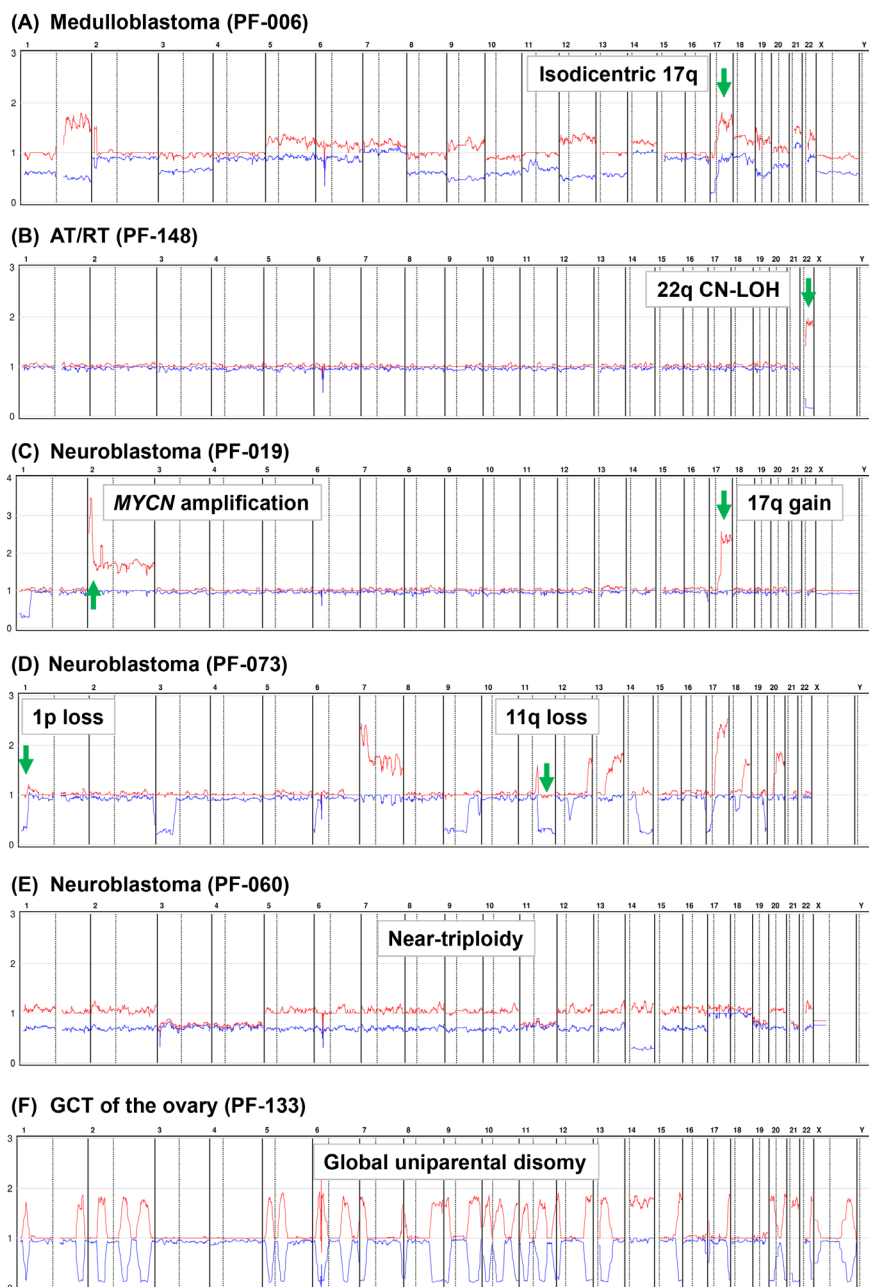 (A) Medulloblastoma (PF-006)
1 2 3 4 5 6 7 8 9 10 11 12 13 14 15 16 17 18 19 20 21 22 X Y
3
2
1
0
Isodicentric 17q
(B) AT/RT (PF-148)
1 2 3 4 5 6 7 8 9 10 11 12 13 14 15 16 17 18 19 20 21 22 X Y
3
2
1
0
22q CN-LOH
(C) Neuroblastoma (PF-019)
1 2 3 4 5 6 7 8 9 10 11 12 13 14 15 16 17 18 19 20 21 22 X Y
4
3
2
1
0
MYCN amplification
17q gain
(D) Neuroblastoma (PF-073)
1 2 3 4 5 6 7 8 9 10 11 12 13 14 15 16 17 18 19 20 21 22 X Y
3
2
1
0
1p loss
11q loss
(E) Neuroblastoma (PF-060)
1 2 3 4 5 6 7 8 9 10 11 12 13 14 15 16 17 18 19 20 21 22 X Y
3
2
1
0
Near-triploidy
(F) GCT of the ovary (PF-133)
1 2 3 4 5 6 7 8 9 10 11 12 13 14 15 16 17 18 19 20 21 22 X Y
3
2
1
0
Global uniparental disomy